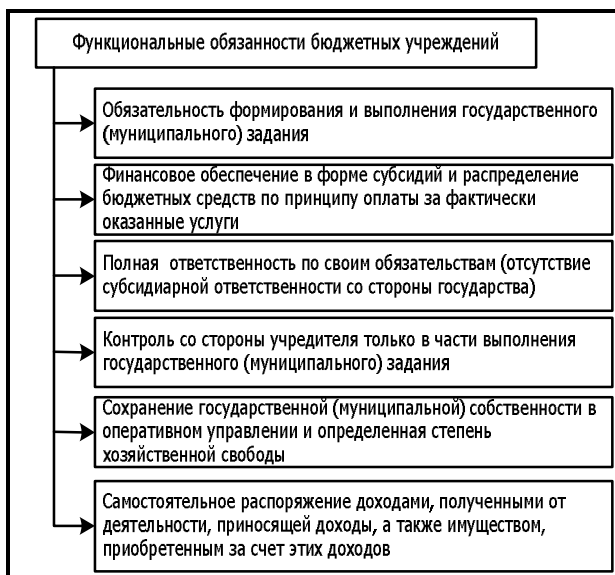 Функциональные обязанности бюджетных учреждений
Обязательность формирования и выполнения государственного
(муниципального) задания
Финансовое обеспечение в форме субсидий и распределение
бюджетных средств по принципу оплаты за фактически
оказанные услуги
Полная ответственность по своим обязательствам (отсутствие
субсидиарной ответственности со стороны государства)
Контроль со стороны учредителя только в части выполнения
государственного (муниципального) задания
Сохранение государственной (муниципальной) собственности в
оперативном управлении и определенная степень
хозяйственной свободы
Самостоятельное распоряжение доходами, полученными от
деятельности, приносящей доходы, а также имуществом,
приобретенным за счет этих доходов